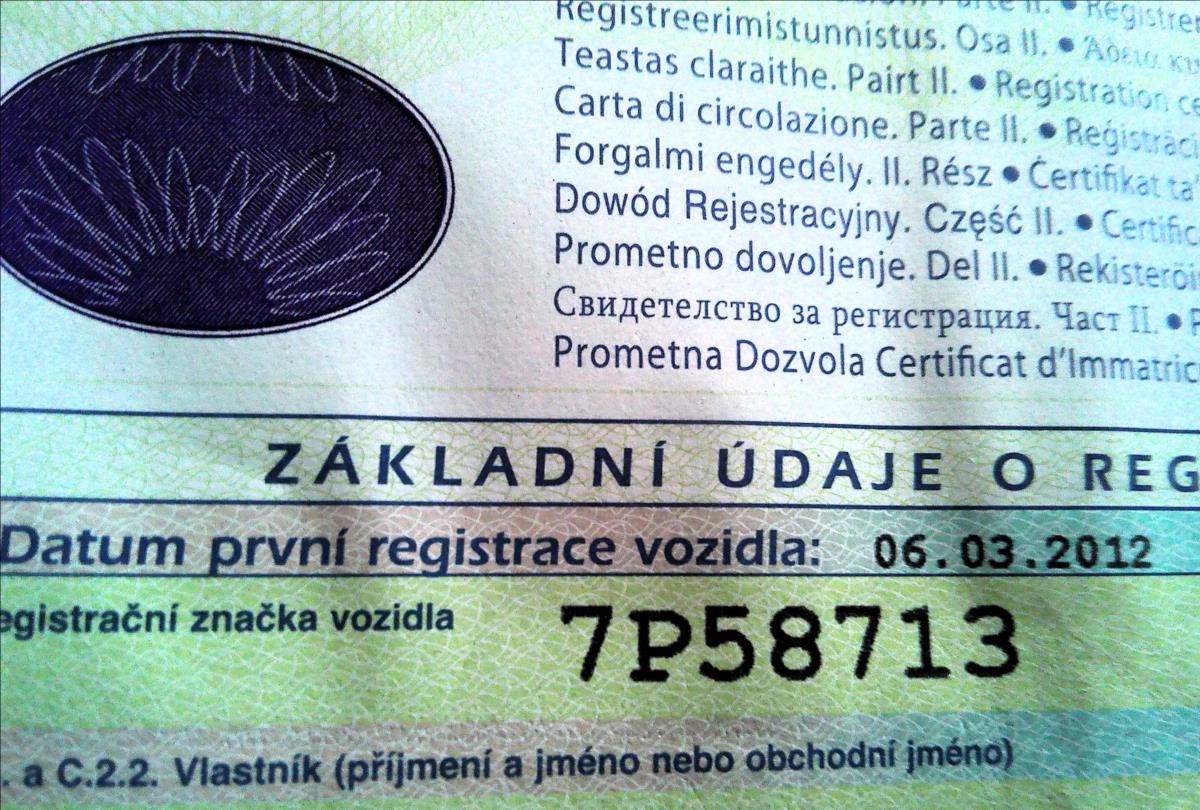 Registreerimistunnistus. Osa II. •
Teastas claraithe. Pairt II. • Registration
Carta di circolazione. Parte II. •
Forgalmi engedély. II. Rész • Ċertifikat
Dowód Rejestracyjny. Część II. •
Prometno dovoljenje. Del II. •
Свидетелство за регистрация. Част II. •
Prometna Dozvola Certificat d'Immatric
ZÁKLADNÍ ÚDAJE O REG
Datum první registrace vozidla: 06.03.2012
egistrační značka vozidla 7P58713
. a C.2.2. Vlastník (příjmení a jméno nebo obchodní jméno)